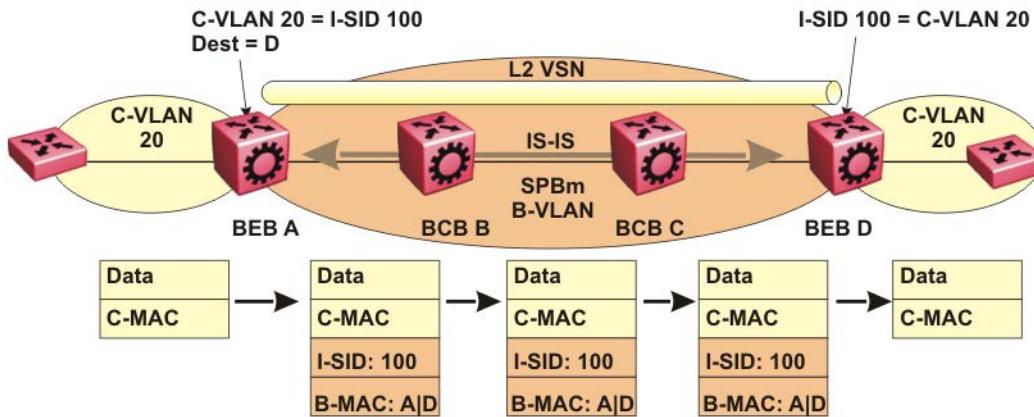 C-VLAN 20 = I-SID 100
Dest = D
I-SID 100 = C-VLAN 20
L2 VSN
C-VLAN
20
IS-IS
C-VLAN
20
SPBm
B-VLAN
BEB A
BCB B
BCB C
BEB D
Data
C-MAC
Data
C-MAC
I-SID: 100
B-MAC: A|D
Data
C-MAC
I-SID: 100
B-MAC: A|D
Data
C-MAC
I-SID: 100
B-MAC: A|D
Data
C-MAC